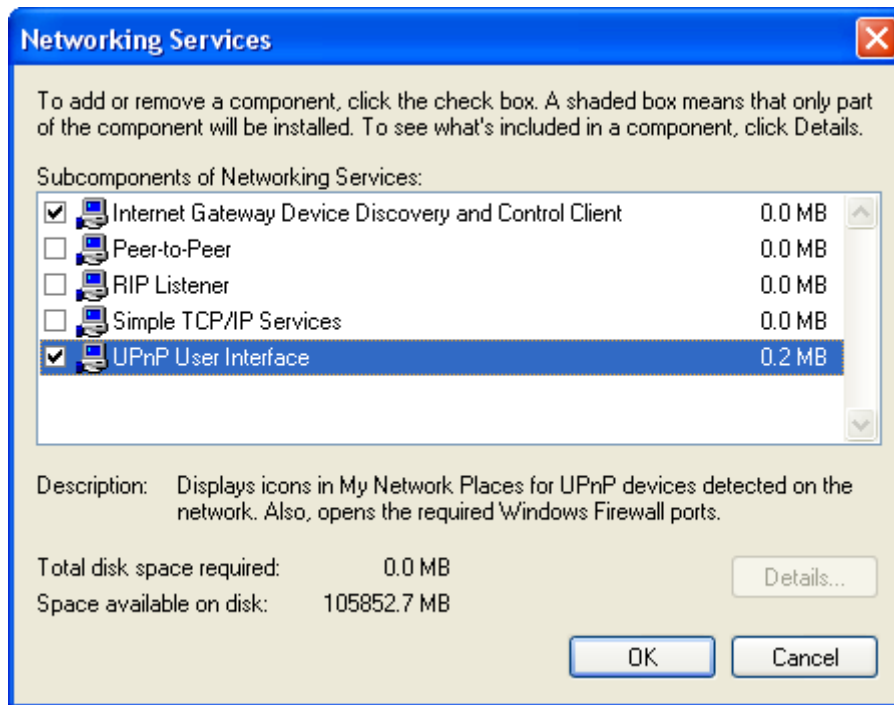 Networking Services
To add or remove a component, click the check box. A shaded box means that only part
of the component will be installed. To see what's included in a component, click Details.
Subcomponents of Networking Services:
Internet Gateway Device Discovery and Control Client 0.0 MB
Peer-to-Peer 0.0 MB
RIP Listener 0.0 MB
Simple TCP/IP Services 0.0 MB
UPnP User Interface 0.2 MB
Description: Displays icons in My Network Places for UPnP devices detected on the
network. Also, opens the required Windows Firewall ports.
Total disk space required: 0.0 MB
Details...
Space available on disk: 105852.7 MB
OK Cancel